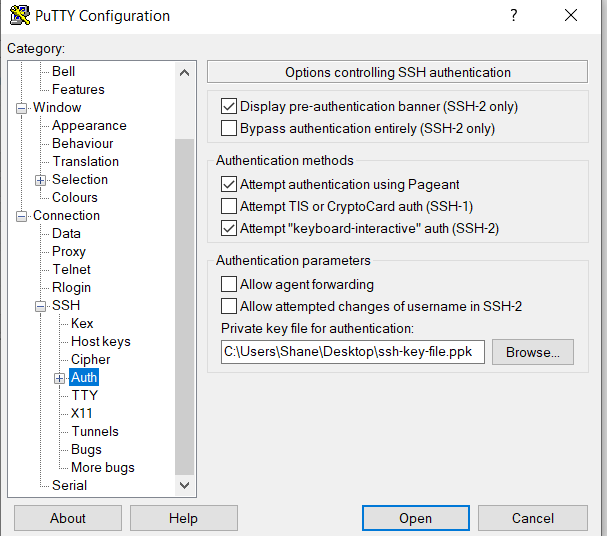 PuTTY Configuration
?
Category:
Bell
Features
Window
Appearance
Behaviour
Translation
Selection
Colours
Connection
Data
Proxy
Telnet
Rlogin
SSH
Kex
Host keys
Cipher
Auth
TTY
X11
Tunnels
Bugs
More bugs
Serial
Options controlling SSH authentication
Display pre-authentication banner (SSH-2 only)
Bypass authentication entirely (SSH-2 only)
Authentication methods
Attempt authentication using Pageant
Attempt TIS or CryptoCard auth (SSH-1)
Attempt "keyboard-interactive" auth (SSH-2)
Authentication parameters
Allow agent forwarding
Allow attempted changes of username in SSH-2
Private key file for authentication:
C:\Users\Shane\Desktop\ssh-key-file.ppk
Browse...
About
Help
Open
Cancel